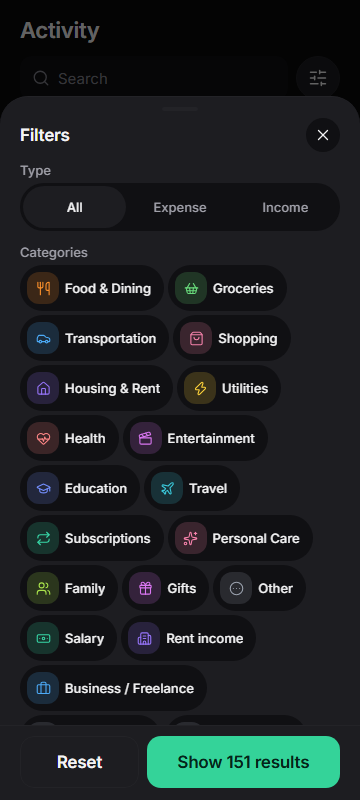 Activity
Search
Filters
Type
All Expense Income
Categories
Food & Dining Groceries
Transportation Shopping
Housing & Rent Utilities
Health Entertainment
Education Travel
Subscriptions Personal Care
Family Gifts Other
Salary Rent income
Business / Freelance
Reset Show 151 results